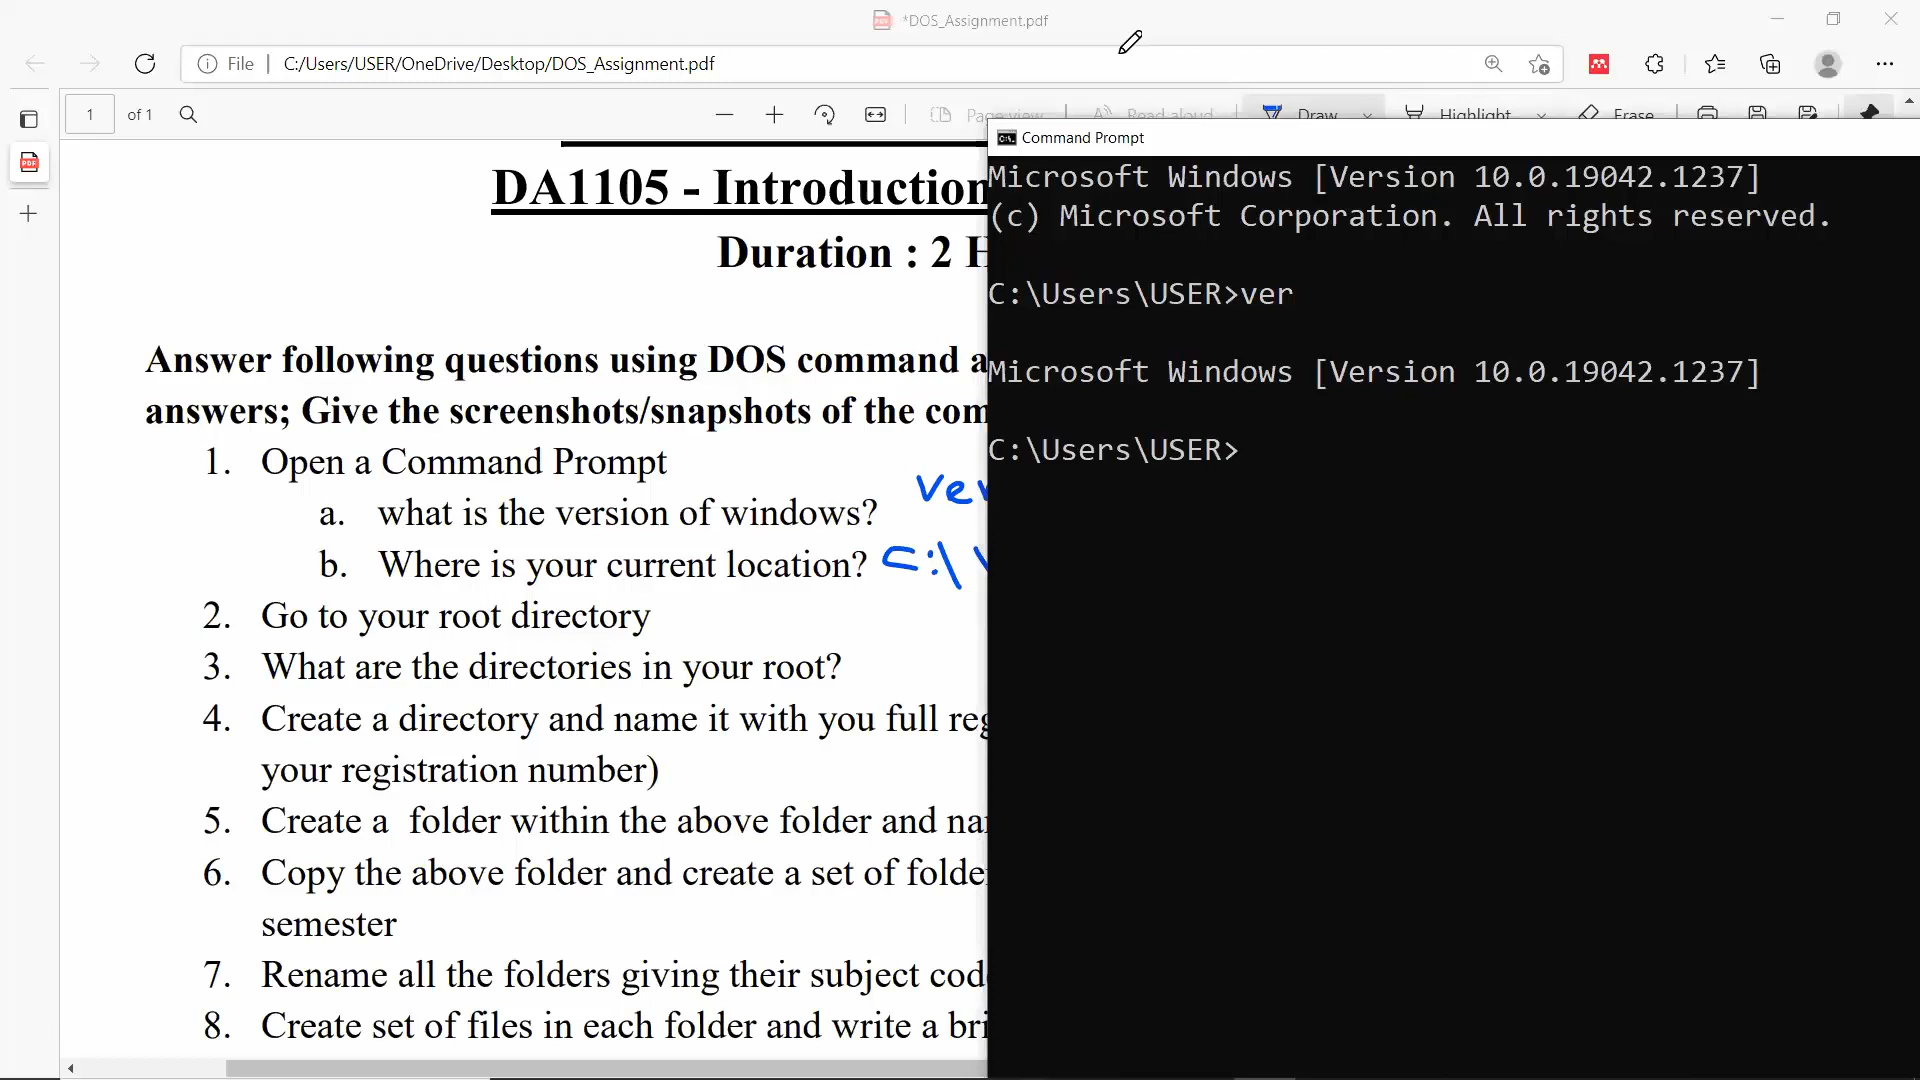 *DOS_Assignment.pdf
File
C:/Users/USER/OneDrive/Desktop/DOS_Assignment.pdf
1
of 1
Page view
Read aloud
Draw
Highlight
Erase
PDF
Command Prompt
DA1105 - Introduction
Duration : 2 H
Answer following questions using DOS command a
answers; Give the screenshots/snapshots of the com
1. Open a Command Prompt
a. what is the version of windows? ver
b. Where is your current location? C:\
2. Go to your root directory
3. What are the directories in your root?
4. Create a directory and name it with you full reg
your registration number)
5. Create a folder within the above folder and nam
6. Copy the above folder and create a set of folde
semester
7. Rename all the folders giving their subject cod
8. Create set of files in each folder and write a bri
Microsoft Windows [Version 10.0.19042.1237]
(c) Microsoft Corporation. All rights reserved.
C:\Users\USER>ver
Microsoft Windows [Version 10.0.19042.1237]
C:\Users\USER>